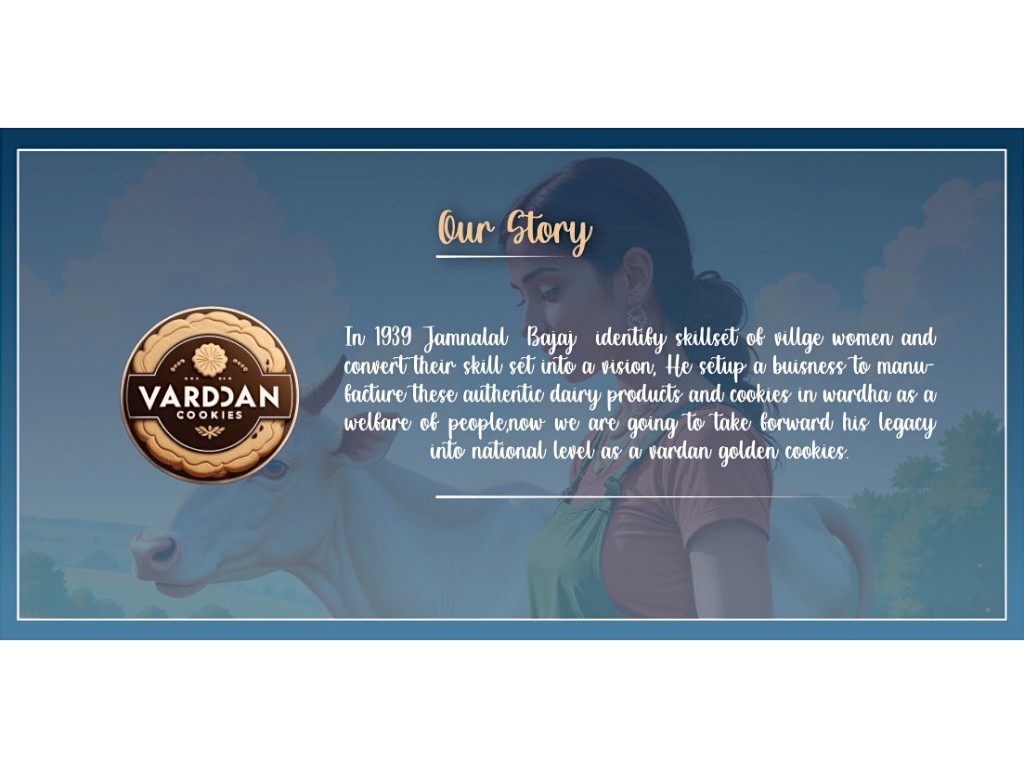 Our Story
VARDDAN
COOKIES
In 1939 Jamnalal Bajaj identify skillset of villge women and
convert their skill set into a vision, He setup a buisness to manu-
facture these authentic dairy products and cookies in wardha as a
welfare of people,now we are going to take forward his legacy
into national level as a vardan golden cookies.